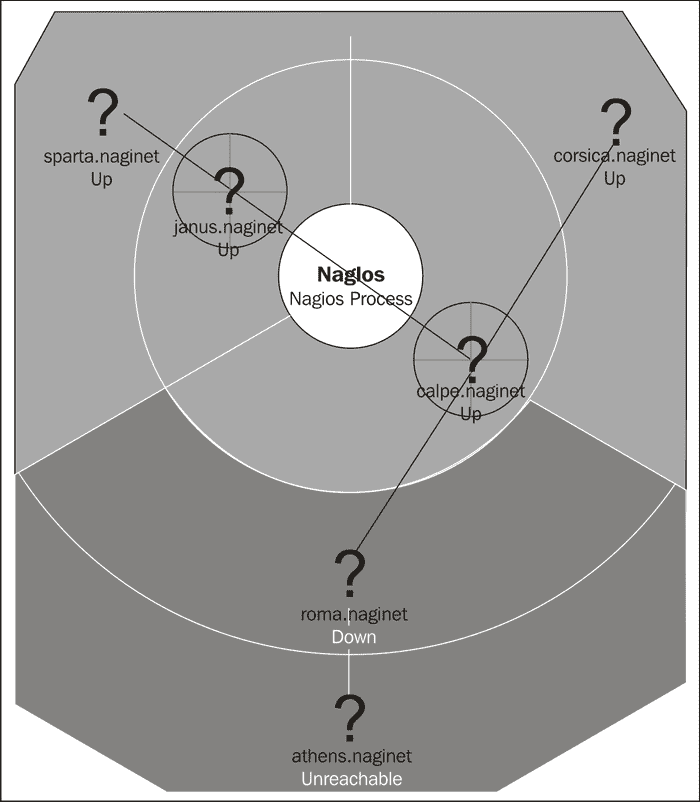 ?
sparta.naginet
Up
?
corsica.naginet
Up
?
janus.naginet
Up
NagIos
Nagios Process
?
calpe.naginet
Up
?
roma.naginet
Down
?
athens.naginet
Unreachable